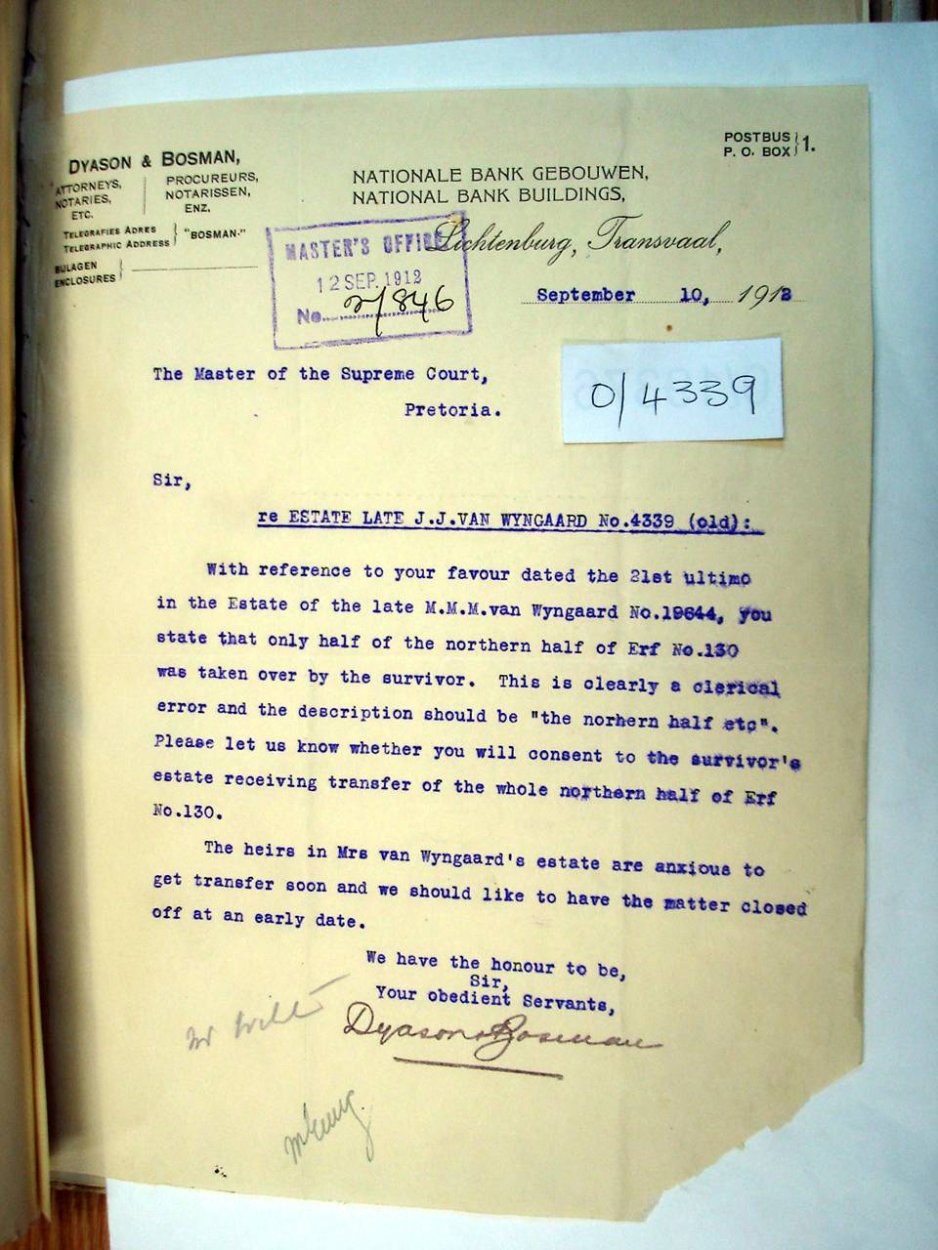 DYASON & BOSMAN,
ATTORNEYS, NOTARIES, ETC.
PROCUREURS, NOTARISSEN, ENZ.
TELEGRAFIES ADRES
TELEGRAPHIC ADDRESS
"BOSMAN."
BIJLAGEN
ENCLOSURES
POSTBUS
P. O. BOX
1.
NATIONALE BANK GEBOUWEN,
NATIONAL BANK BUILDINGS,
Lichtenburg, Transvaal,
MASTER'S OFFICE
12 SEP. 1912
No. 2/846
September 10, 1912
The Master of the Supreme Court,
Pretoria.
0/4339
Sir,
re ESTATE LATE J.J.VAN WYNGAARD No.4339 (old):
With reference to your favour dated the 21st ultimo
in the Estate of the late M.M.M.van Wyngaard No.19644, you
state that only half of the northern half of Erf No.130
was taken over by the survivor. This is clearly a clerical
error and the description should be "the norhern half etc".
Please let us know whether you will consent to the survivor's
estate receiving transfer of the whole northern half of Erf
No.130.
The heirs in Mrs van Wyngaard's estate are anxious to
get transfer soon and we should like to have the matter closed
off at an early date.
We have the honour to be,
Sir,
Your obedient Servants,
Dyason & Bosman